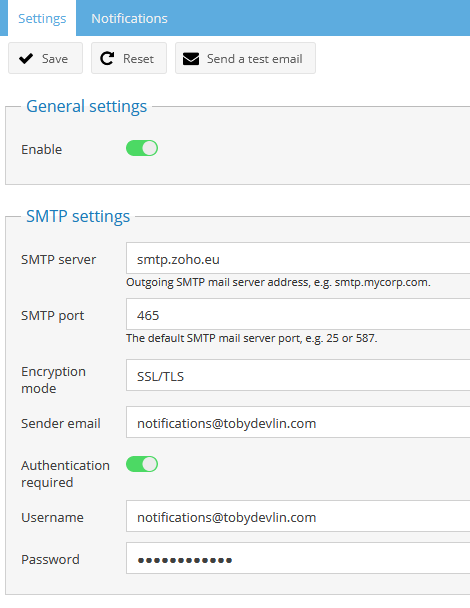 Settings Notifications
Save Reset Send a test email
General settings
Enable
SMTP settings
SMTP server smtp.zoho.eu
Outgoing SMTP mail server address, e.g. smtp.mycorp.com.
SMTP port 465
The default SMTP mail server port, e.g. 25 or 587.
Encryption
mode
SSL/TLS
Sender email notifications@tobydevlin.com
Authentication
required
Username notifications@tobydevlin.com
Password ●●●●●●●●●●●●